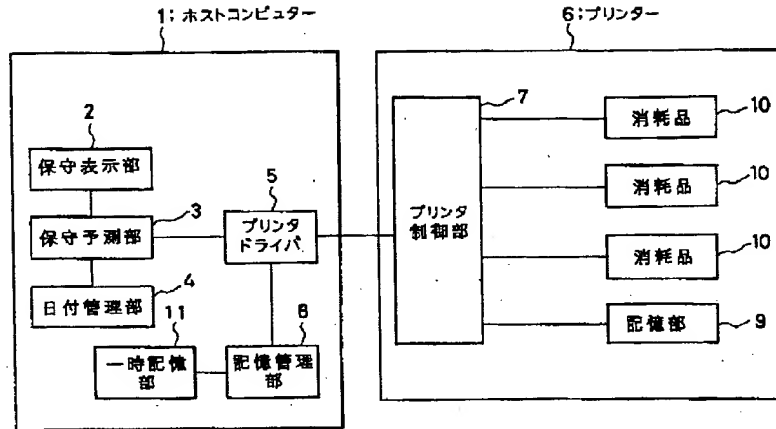 1;ホストコンピュター
6;プリンター
2
保守表示部
3
保守予測部
4
日付管理部
5
プリンタ
ドライバ
11
一時記憶
部
8
記憶管理
部
7
プリンタ
制御部
10
消耗品
10
消耗品
10
消耗品
9
記憶部